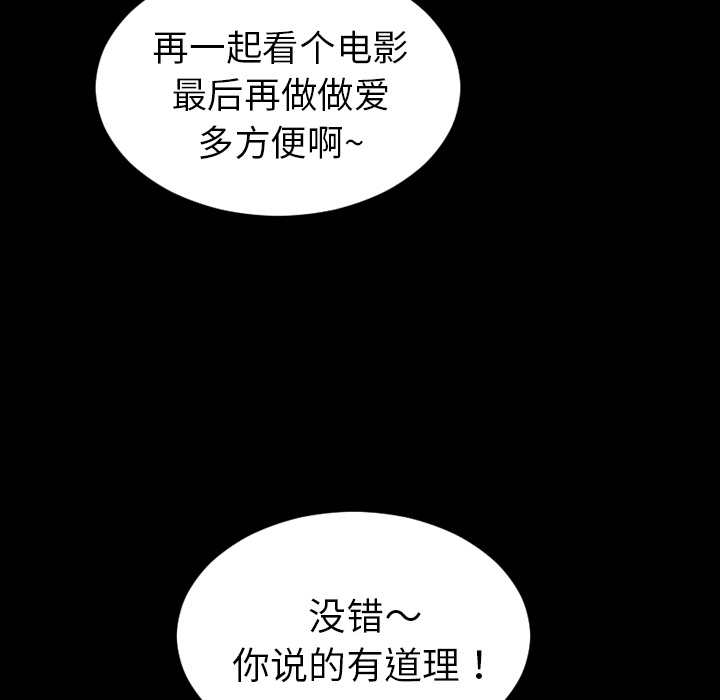 再一起看个电影
最后再做做爱
多方便啊~
没错～
你说的有道理！